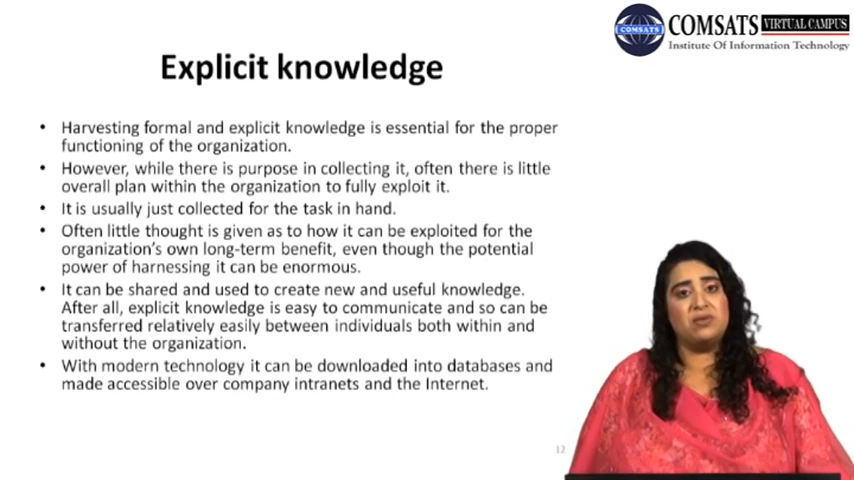 COMSATS VIRTUAL CAMPUS
COMSATS
Institute Of Information Technology
Explicit knowledge
• Harvesting formal and explicit knowledge is essential for the proper
functioning of the organization.
• However, while there is purpose in collecting it, often there is little
overall plan within the organization to fully exploit it.
• It is usually just collected for the task in hand.
• Often little thought is given as to how it can be exploited for the
organization's own long-term benefit, even though the potential
power of harnessing it can be enormous.
• It can be shared and used to create new and useful knowledge.
After all, explicit knowledge is easy to communicate and so can be
transferred relatively easily between individuals both within and
without the organization.
• With modern technology it can be downloaded into databases and
made accessible over company intranets and the Internet.
12